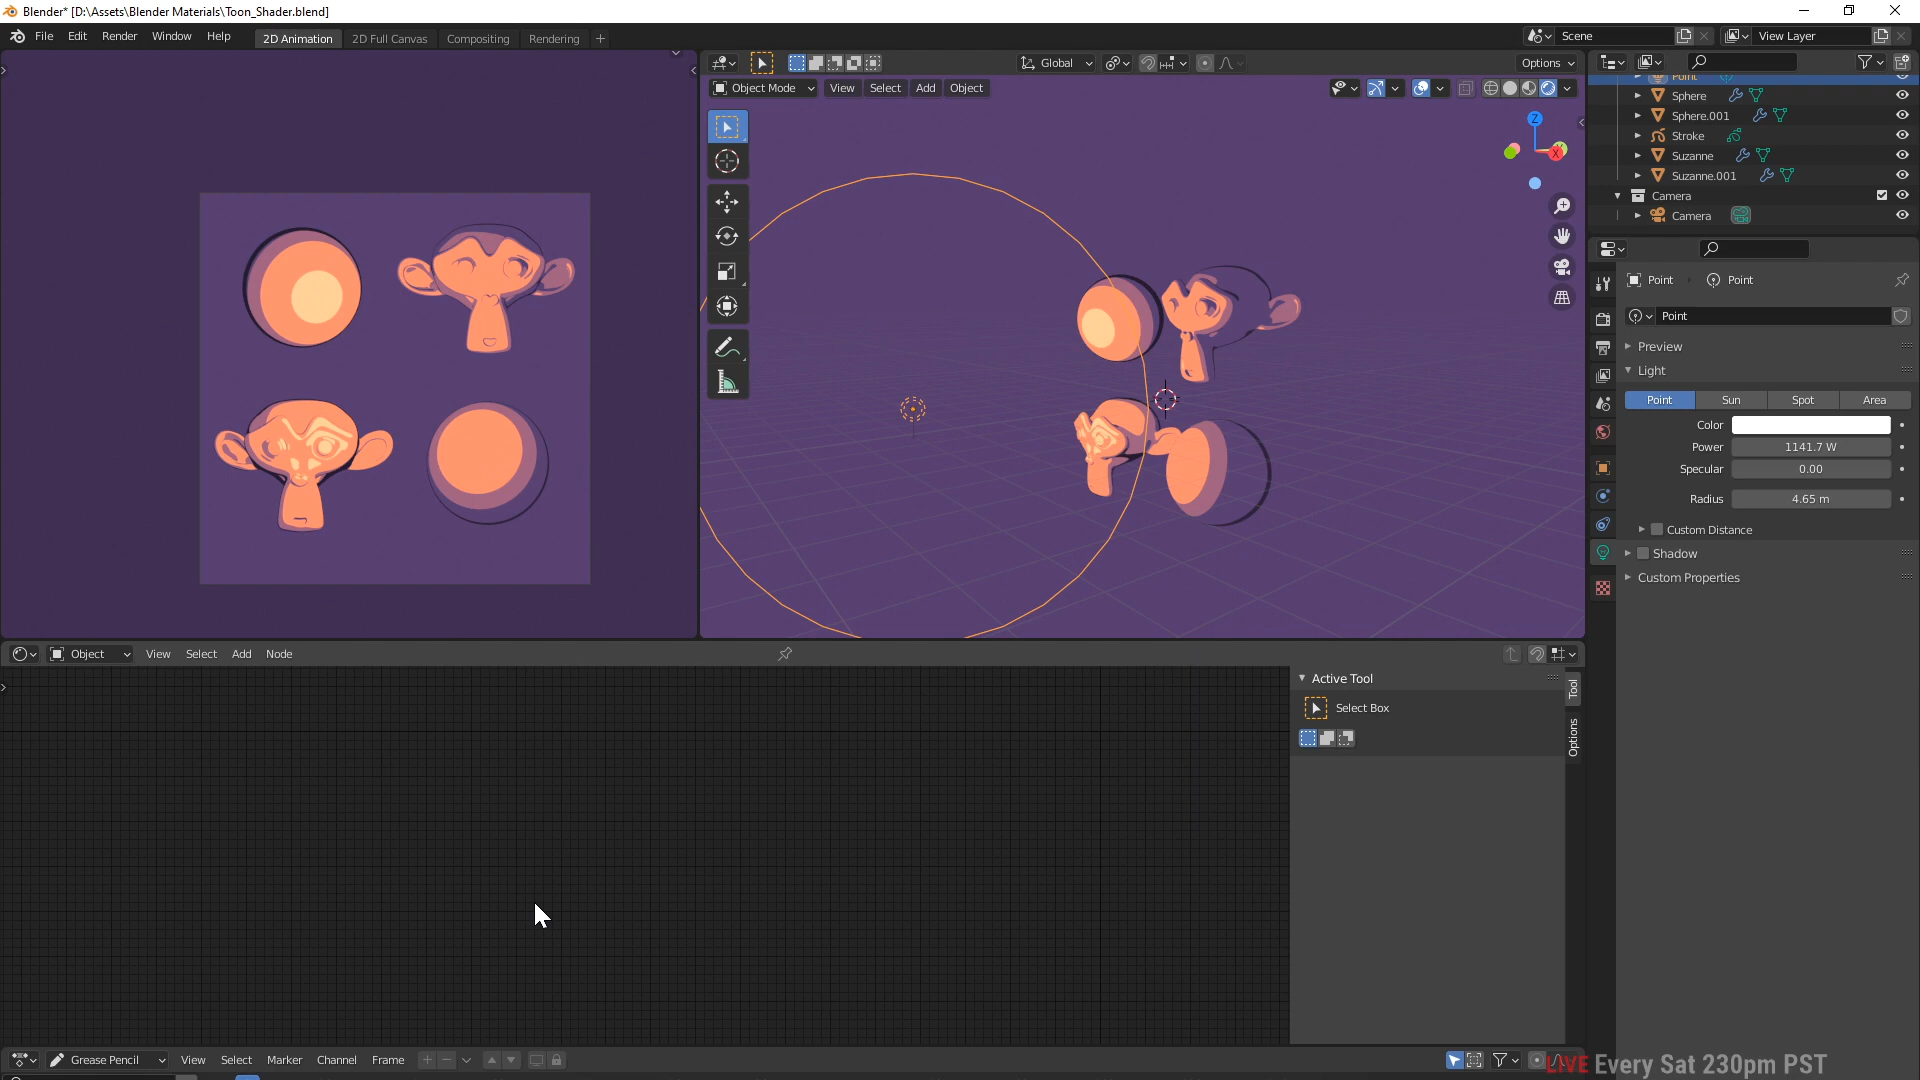 Blender* [D:\Assets\Blender Materials\Toon_Shader.blend]
File Edit Render Window Help 2D Animation 2D Full Canvas Compositing Rendering + Scene View Layer
Global Options
Object Mode View Select Add Object
Point
Sphere
Sphere.001
Stroke
Suzanne
Suzanne.001
Camera
Camera
Z
X
Point Point
Point
Preview
Light
Point Sun Spot Area
Color
Power 1141.7 W
Specular 0.00
Radius 4.65 m
Custom Distance
Shadow
Custom Properties
Object View Select Add Node
Active Tool
Select Box
Tool
Options
Grease Pencil View Select Marker Channel Frame
LIVE Every Sat 230pm PST